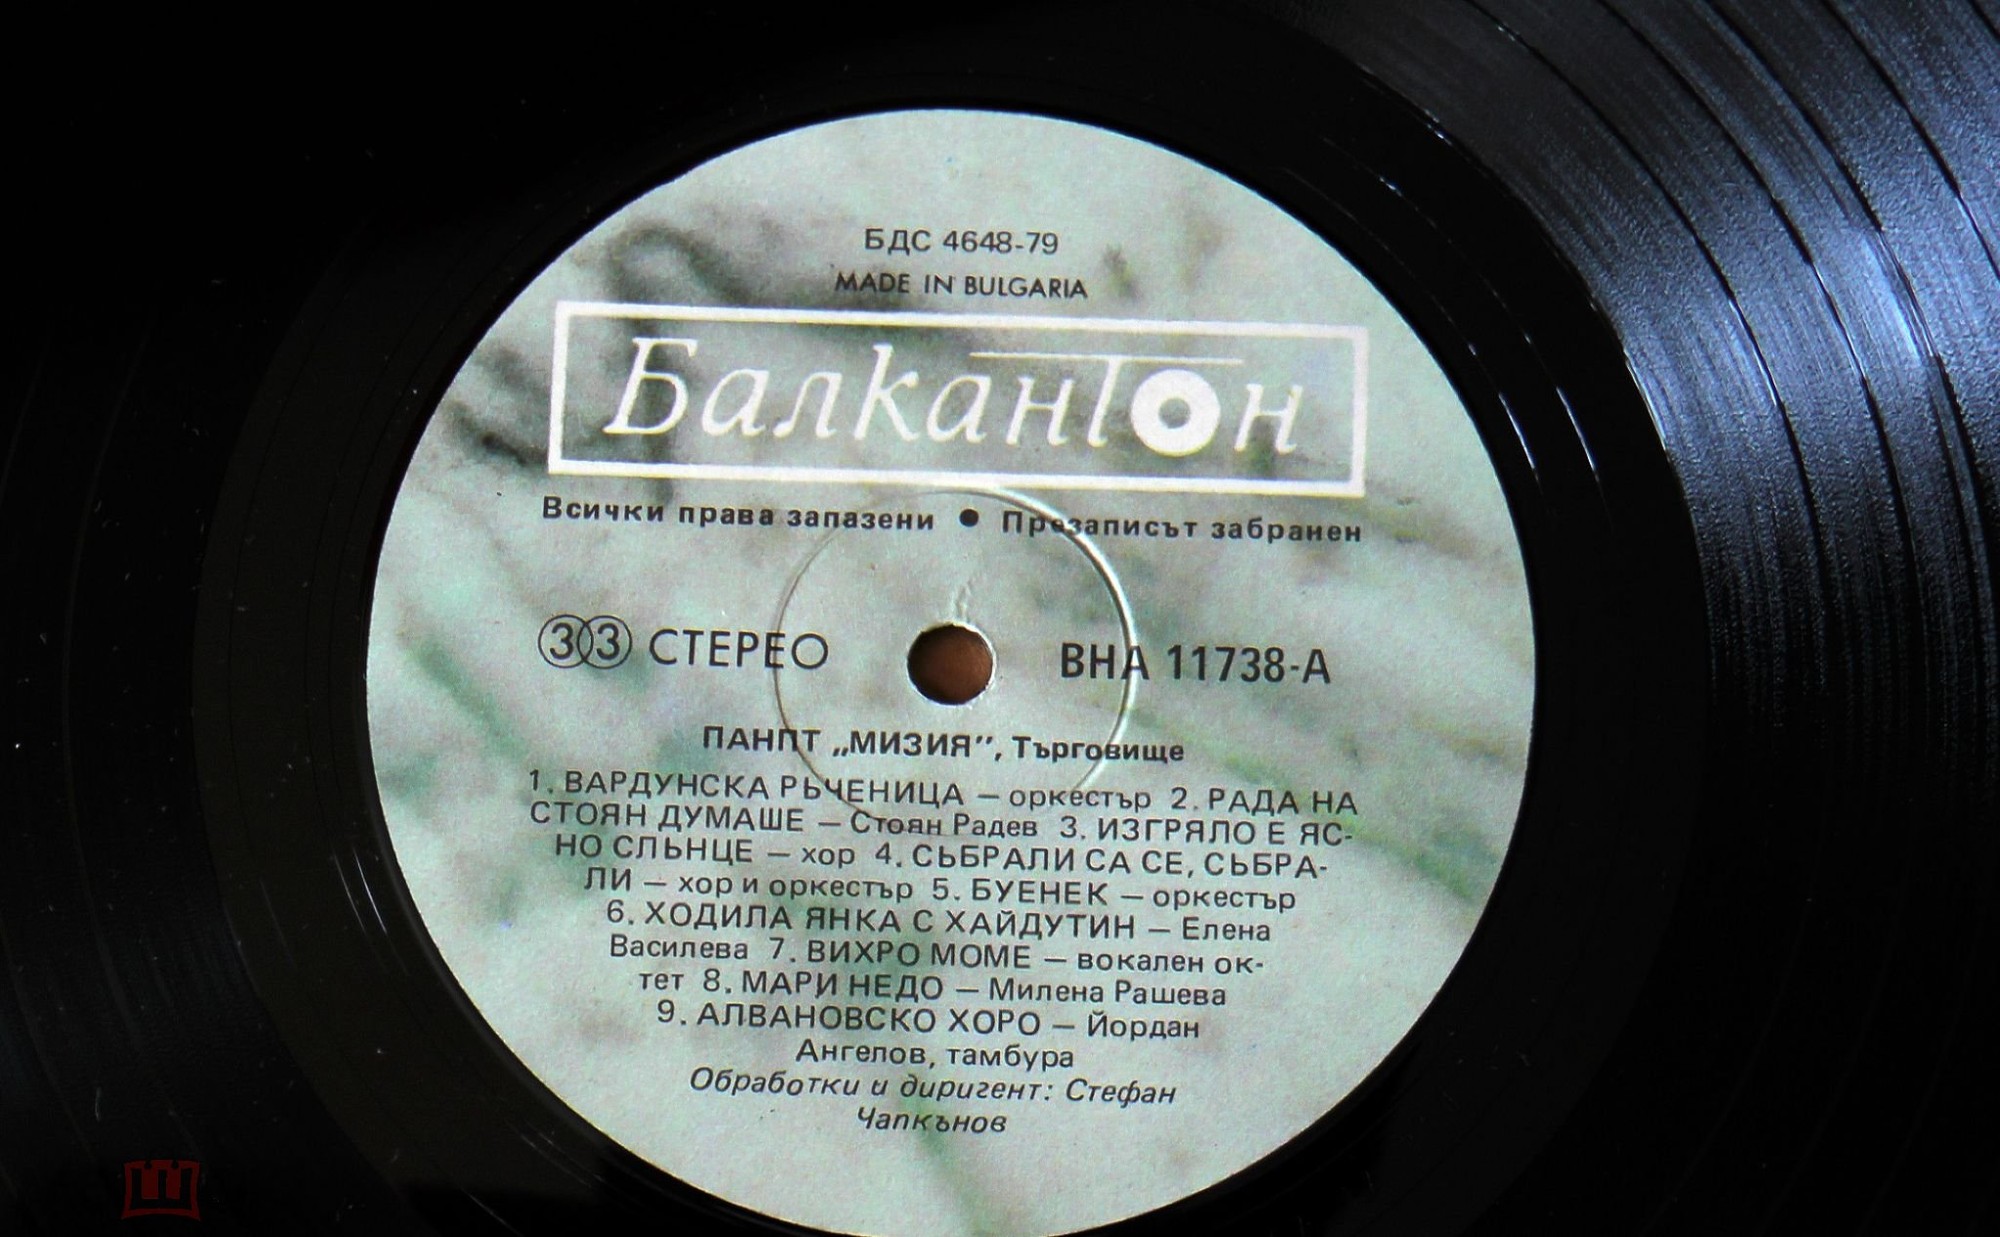 БДС 4648-79
MADE IN BULGARIA
Балкантон
Всички права запазени ● Презаписът забранен
33 СТЕРЕО
ВНА 11738-А
ПАНПТ „МИЗИЯ”, Търговище
1. ВАРДУНСКА РЪЧЕНИЦА — оркестър 2. РАДА НА
СТОЯН ДУМАШЕ — Стоян Радев 3. ИЗГРЯЛО Е ЯС-
НО СЛЪНЦЕ — хор 4. СЪБРАЛИ СА СЕ, СЪБРА-
ЛИ — хор и оркестър 5. БУЕНЕК — оркестър
6. ХОДИЛА ЯНКА С ХАЙДУТИН — Елена
Василева 7. ВИХРО МОМЕ — вокален ок-
тет 8. МАРИ НЕДО — Милена Рашева
9. АЛВАНОВСКО ХОРО — Йордан
Ангелов, тамбура
Обработки и диригент: Стефан
Чапкънов